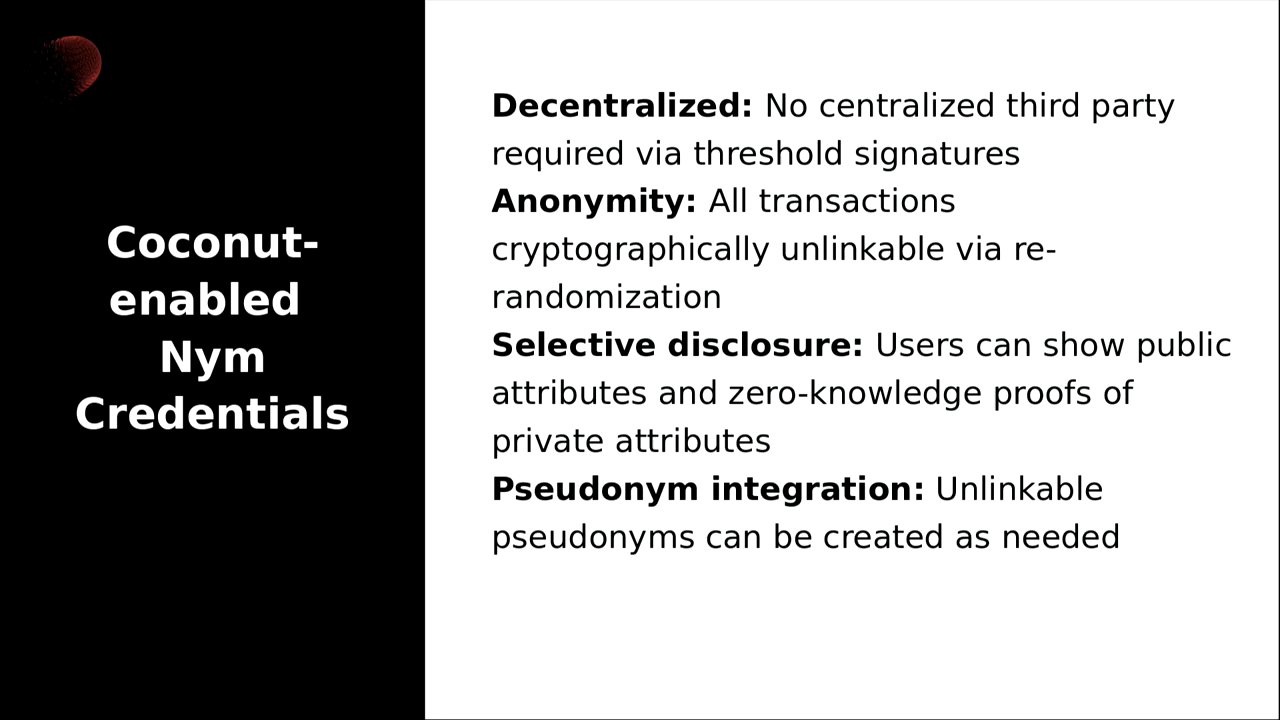 Coconut-
enabled
Nym
Credentials
Decentralized: No centralized third party
required via threshold signatures
Anonymity: All transactions
cryptographically unlinkable via re-
randomization
Selective disclosure: Users can show public
attributes and zero-knowledge proofs of
private attributes
Pseudonym integration: Unlinkable
pseudonyms can be created as needed